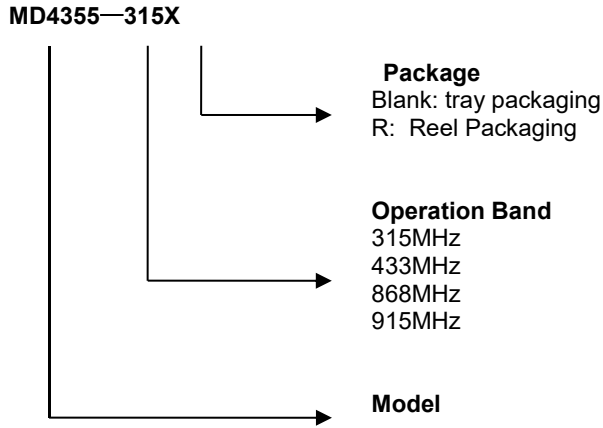 MD4355—315X
Package
Blank: tray packaging
R: Reel Packaging
Operation Band
315MHz
433MHz
868MHz
915MHz
Model